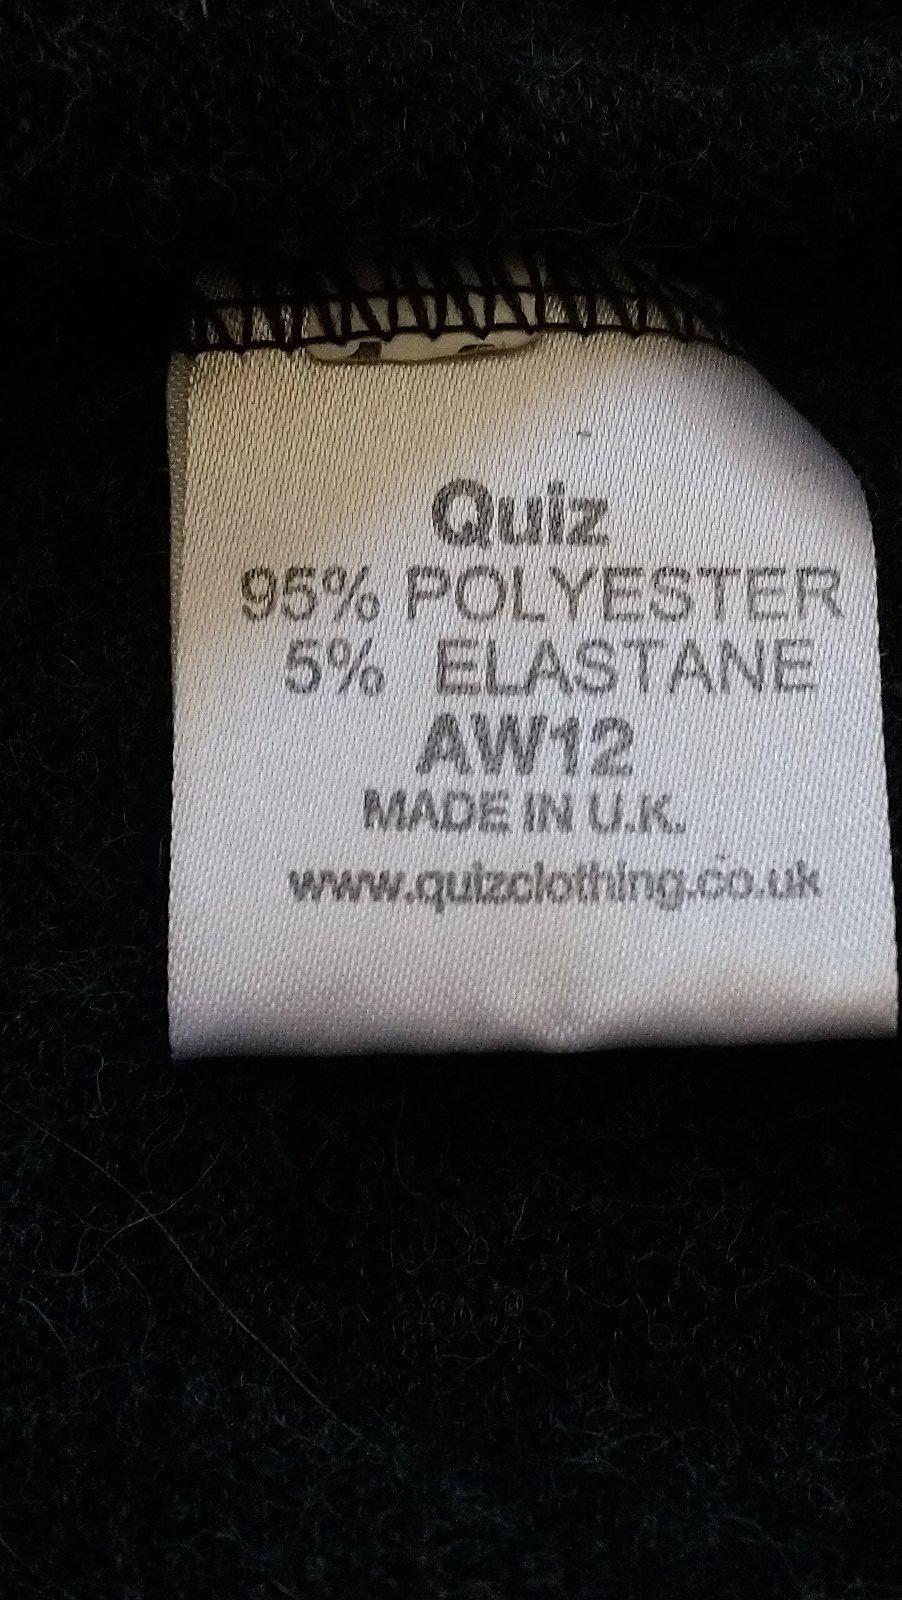 Quiz
95% POLYESTER
5% ELASTANE
AW12
MADE IN U.K.
www.quizclothing.co.uk